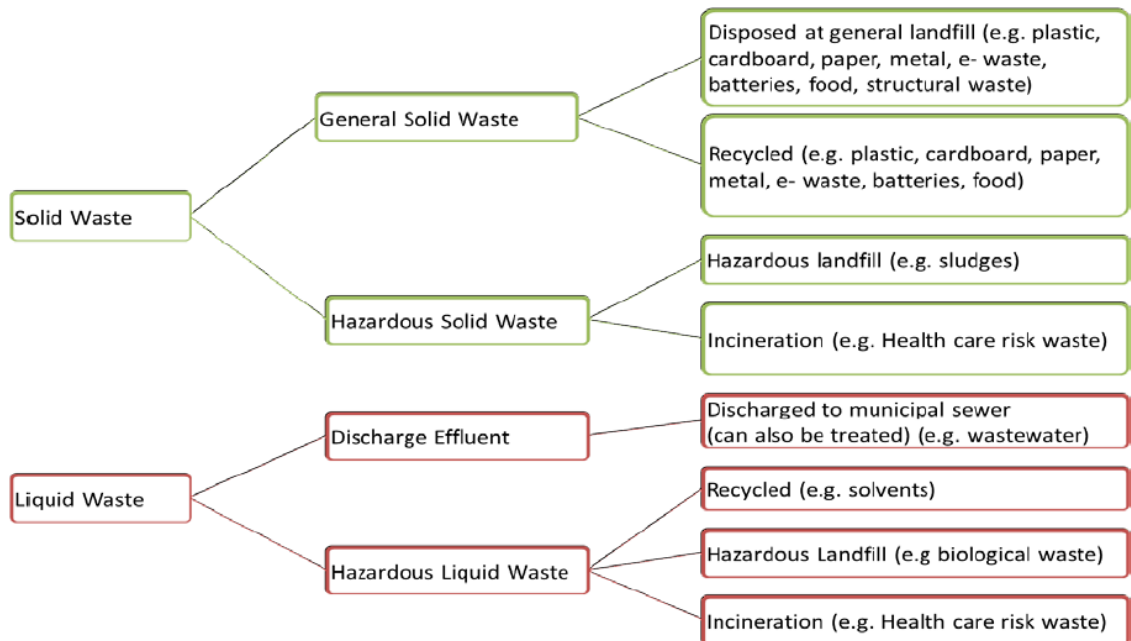 Disposed at general landfill (e.g. plastic,
cardboard, paper, metal, e- waste,
batteries, food, structural waste)
General Solid Waste
Recycled (e.g. plastic, cardboard, paper,
metal, e- waste, batteries, food)
Solid Waste
Hazardous landfill (e.g. sludges)
Hazardous Solid Waste
Incineration (e.g. Health care risk waste)
Discharged to municipal sewer
(can also be treated) (e.g. wastewater)
Discharge Effluent
Liquid Waste
Recycled (e.g. solvents)
Hazardous Landfill (e.g biological waste)
Hazardous Liquid Waste
Incineration (e.g. Health care risk waste)